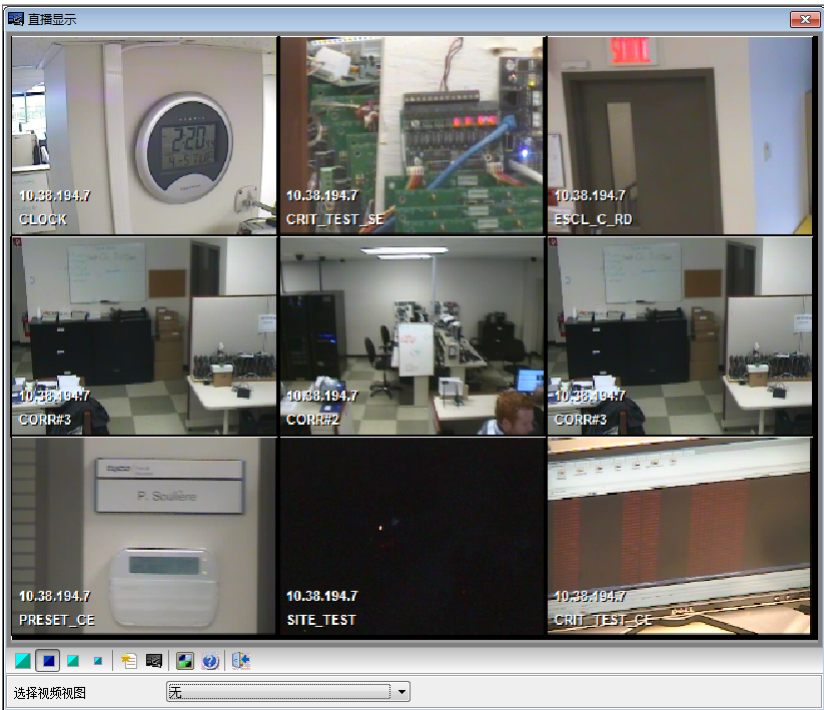 直播显示
2:20
10.38.194.7
CLOCK
10.38.194.7
CRIT_TEST_SE
10.38.194.7
ESCL_C_RD
10.38.194.7
CORR#3
10.38.194.7
CORR#2
10.38.194.7
CORR#3
tyco
P. Soulière
10.38.194.7
PRESET_CE
10.38.194.7
SITE_TEST
10.38.194.7
CRIT_TEST_CE
选择视频视图
无